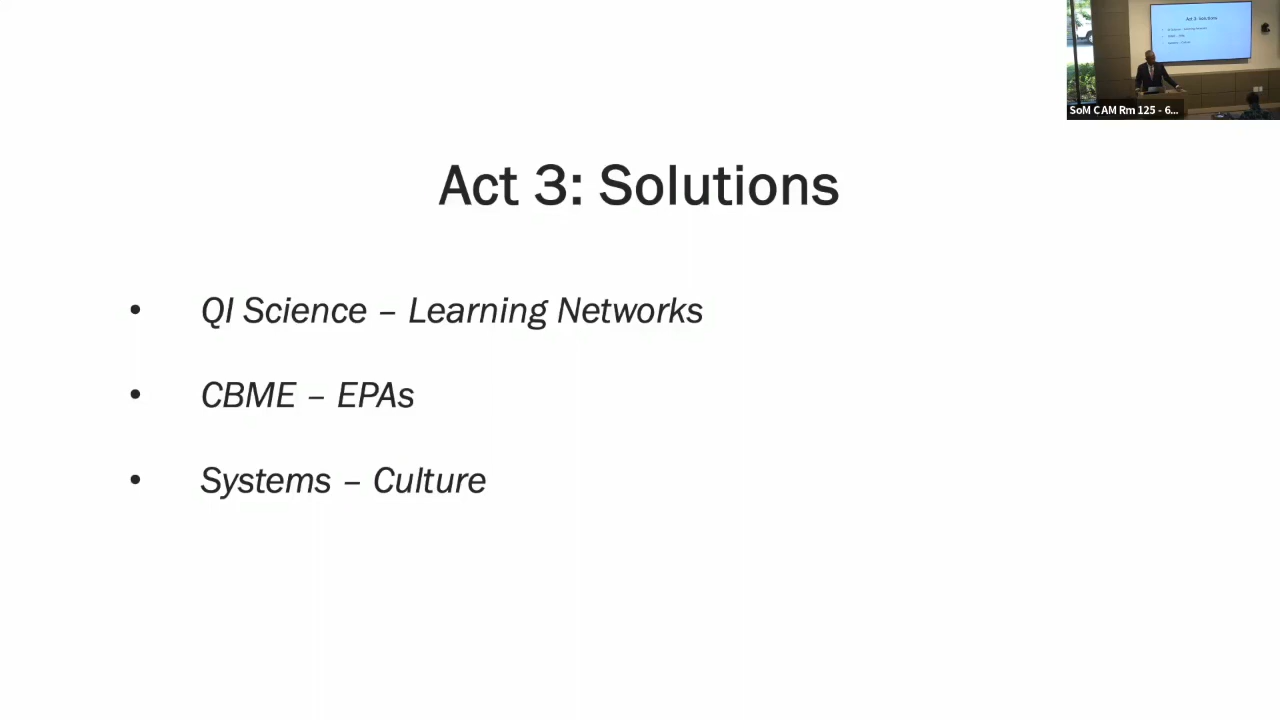 Act 3: Solutions
• QI Science – Learning Networks
• CBME – EPAs
• Systems – Culture
SoM CAM Rm 125 - 6...